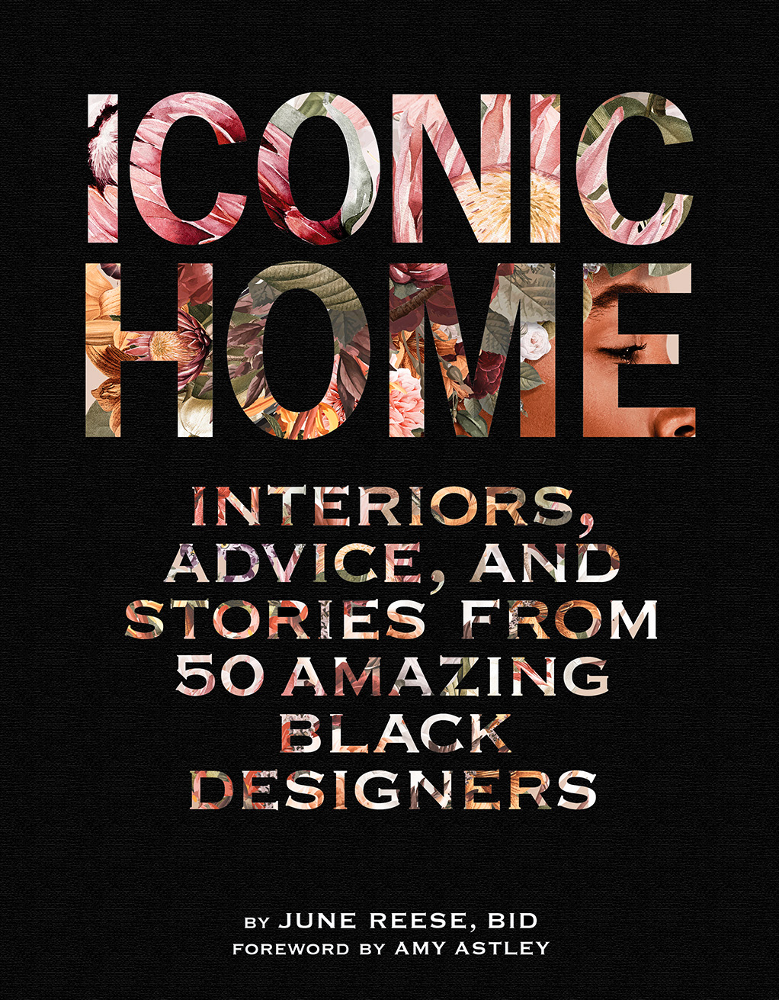 ICONIC
HOME
INTERIORS,
ADVICE, AND
STORIES FROM
50 AMAZING
BLACK
DESIGNERS
BY JUNE REESE, BID
FOREWORD BY AMY ASTLEY